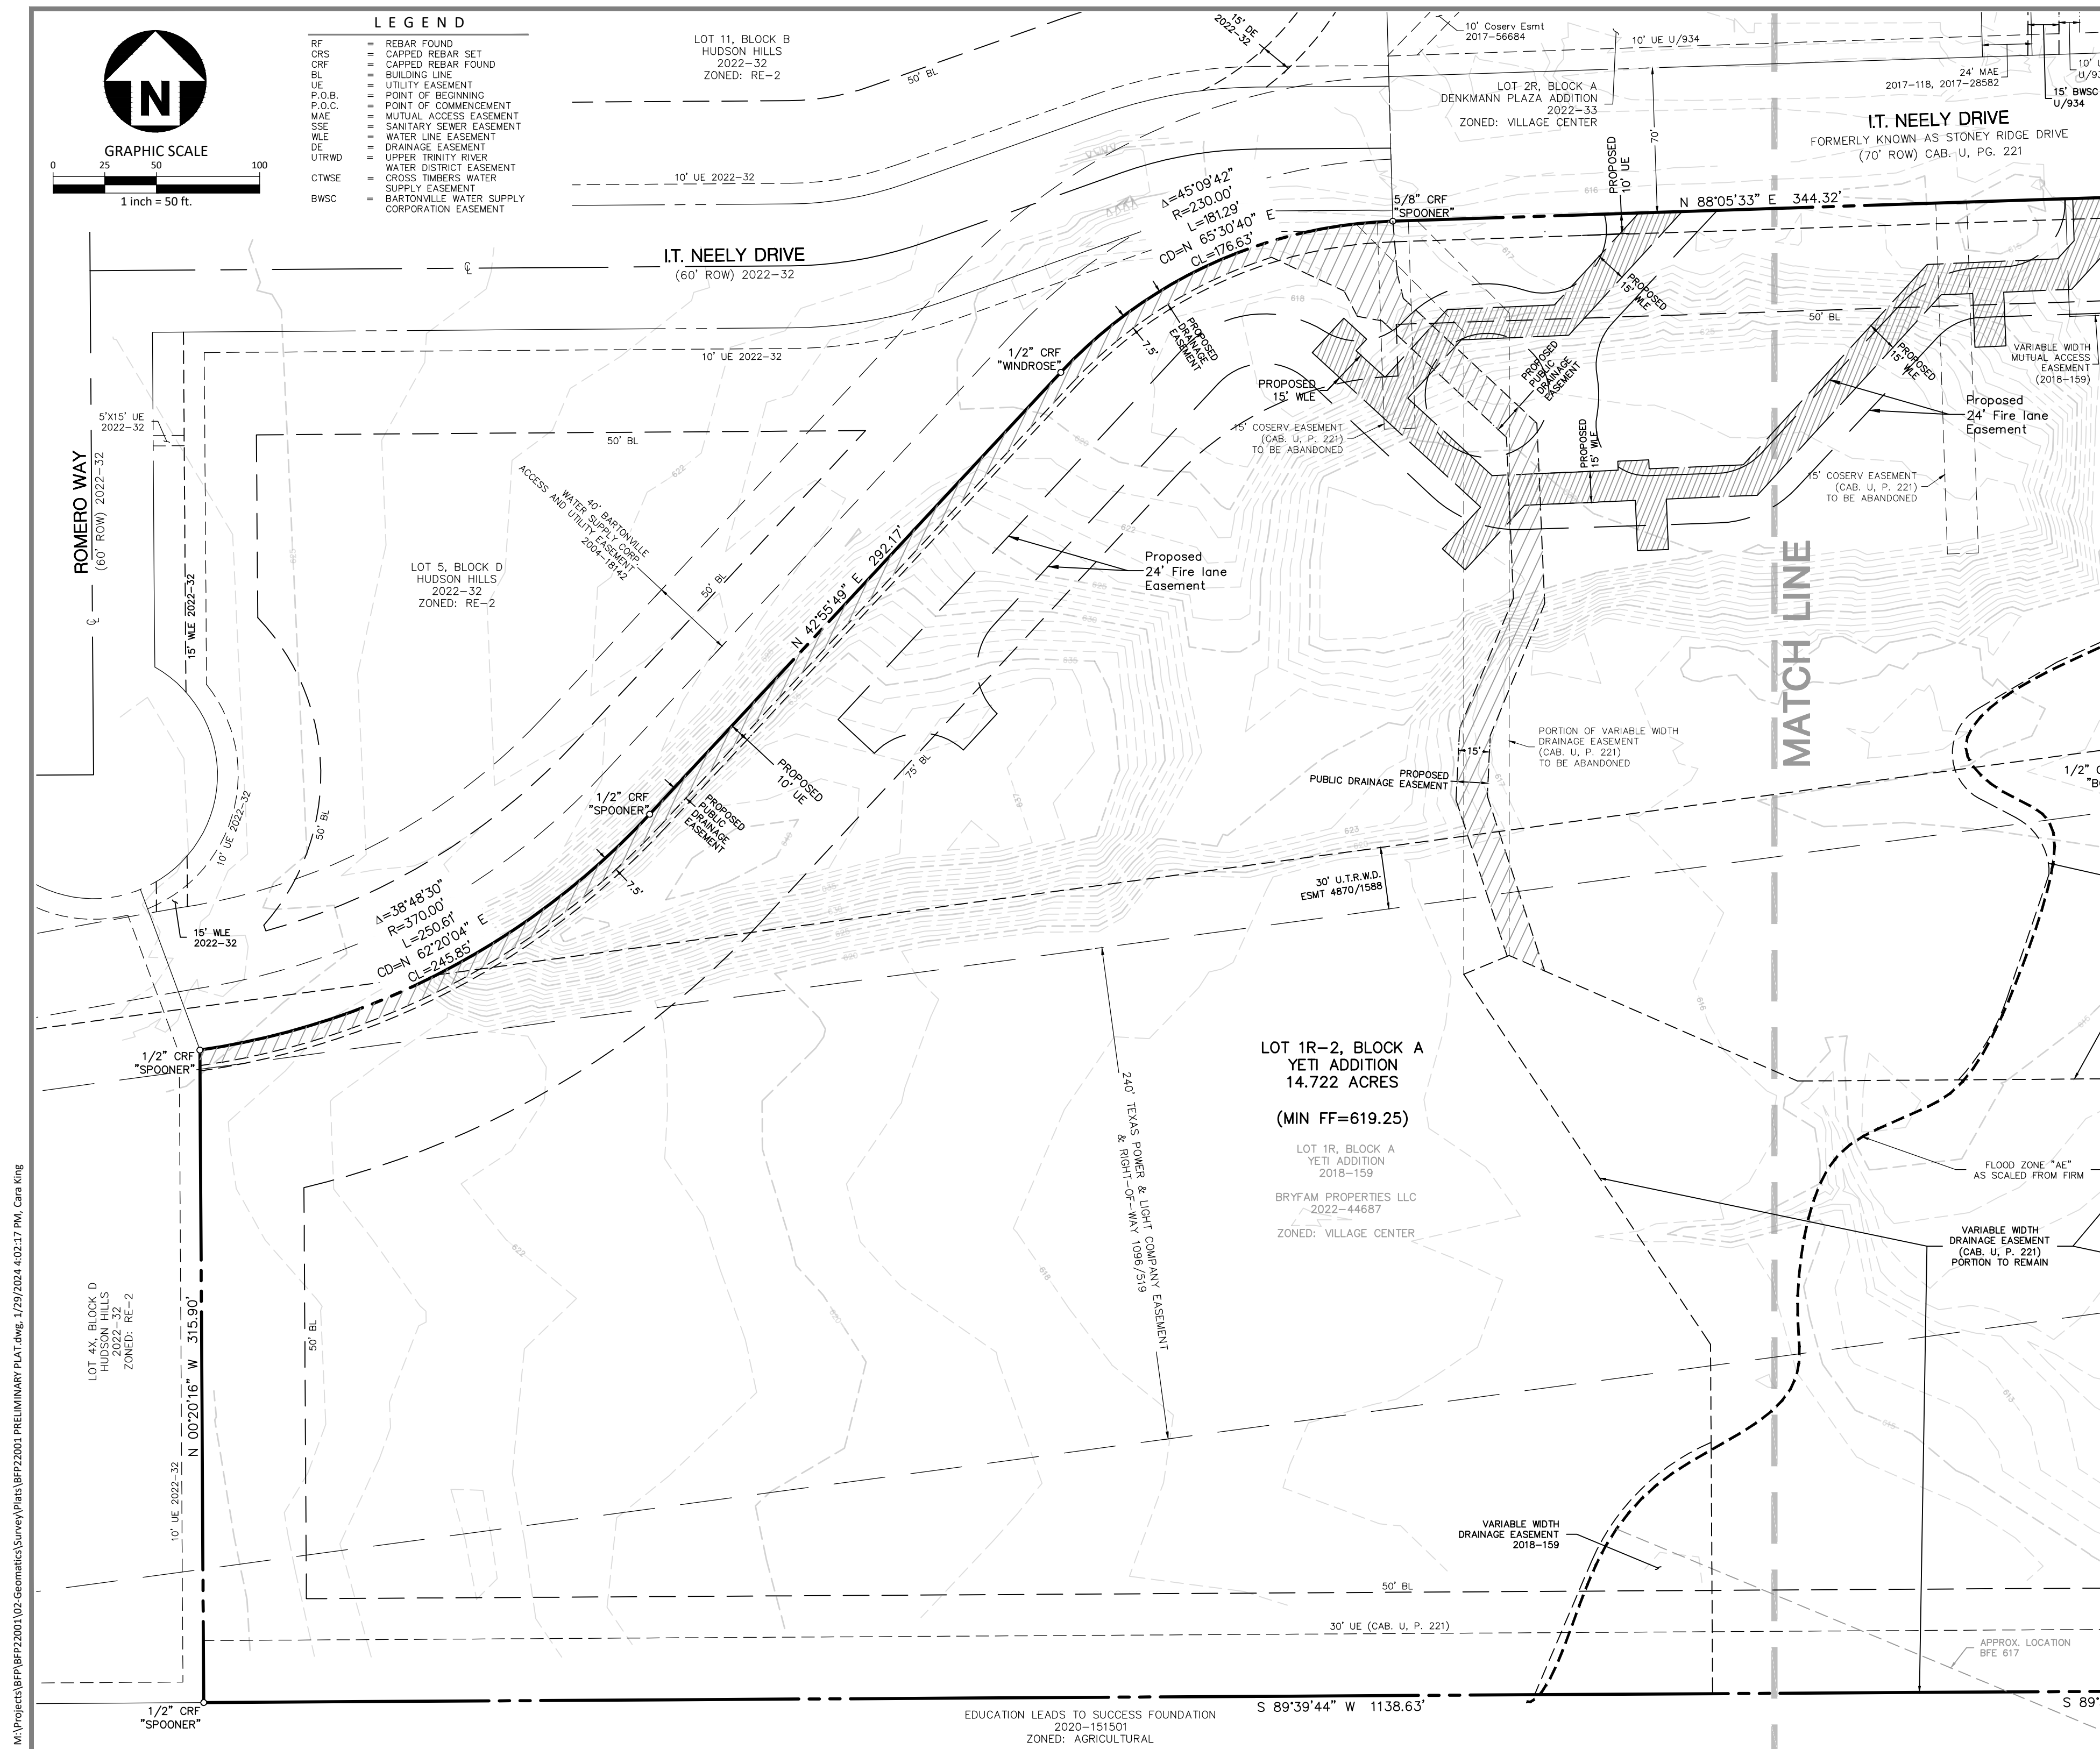 L E G E N D
RF = REBAR FOUND
CRS = CAPPED REBAR SET
CRF = CAPPED REBAR FOUND
BL = BUILDING LINE
UE = UTILITY EASEMENT
P.O.B. = POINT OF BEGINNING
P.O.C. = POINT OF COMMENCEMENT
MAE = MUTUAL ACCESS EASEMENT
SSE = SANITARY SEWER EASEMENT
WLE = WATER LINE EASEMENT
DE = DRAINAGE EASEMENT
UTRWD = UPPER TRINITY RIVER
WATER DISTRICT EASEMENT
CTWSE = CROSS TIMBERS WATER
SUPPLY EASEMENT
BWSC = BARTONVILLE WATER SUPPLY
CORPORATION EASEMENT
N
GRAPHIC SCALE
0 25 50 100
1 inch = 50 ft.
LOT 11, BLOCK B
HUDSON HILLS
2022-32
ZONED: RE-2
50' BL
15' DE
2022-32
10' Coserv Esmt
2017-56684
10' UE U/934
LOT 2R, BLOCK A
DENKMANN PLAZA ADDITION
2022-33
ZONED: VILLAGE CENTER
70'
24' MAE
2017-118, 2017-28582
15' BWSC
U/934
I.T. NEELY DRIVE
FORMERLY KNOWN AS STONEY RIDGE DRIVE
(70' ROW) CAB. U, PG. 221
PROPOSED
10' UE
616
N 88°05'33" E 344.32'
5/8" CRF
"SPOONER"
10' UE 2022-32
Δ=45°09'42"
R=230.00'
L=181.29'
CD=N 65°30'40" E
CL=176.63'
I.T. NEELY DRIVE
(60' ROW) 2022-32
10' UE 2022-32
1/2" CRF
"WINDROSE"
7.5'
PROPOSED
DRAINAGE
EASEMENT
617
618
PROPOSED
15' WLE
50' BL
PROPOSED
15' WLE
VARIABLE WIDTH
MUTUAL ACCESS
EASEMENT
(2018-159)
PROPOSED
15' WLE
PROPOSED
PUBLIC
DRAINAGE
EASEMENT
PROPOSED
15' WLE
Proposed
24' Fire lane
Easement
15' COSERV EASEMENT
(CAB. U, P. 221)
TO BE ABANDONED
15' COSERV EASEMENT
(CAB. U, P. 221)
TO BE ABANDONED
5'X15' UE
2022-32
ROMERO WAY
(60' ROW) 2022-32
15' WLE 2022-32
50' BL
622
40' BARTONVILLE
WATER SUPPLY CORP.
ACCESS AND UTILITY EASEMENT
2004-18142
LOT 5, BLOCK D
HUDSON HILLS
2022-32
ZONED: RE-2
50' BL
N 42°55'49" E 292.17'
Proposed
24' Fire lane
Easement
622
630
635
MATCH LINE
PORTION OF VARIABLE WIDTH
DRAINAGE EASEMENT
(CAB. U, P. 221)
TO BE ABANDONED
15'
PROPOSED
PUBLIC DRAINAGE EASEMENT
617
637
75' BL
PROPOSED
10' UE
1/2" CRF
"SPOONER"
PROPOSED
PUBLIC
DRAINAGE
EASEMENT
7.5'
50' BL
10' UE 2022-32
623
30' U.T.R.W.D.
ESMT 4870/1588
15' WLE
2022-32
Δ=38°48'30"
R=370.00'
L=250.61'
CD=N 62°20'04" E
CL=245.85'
625
620
1/2" CRF
"SPOONER"
616
LOT 1R-2, BLOCK A
YETI ADDITION
14.722 ACRES
(MIN FF=619.25)
LOT 1R, BLOCK A
YETI ADDITION
2018-159
BRYFAM PROPERTIES LLC
2022-44687
ZONED: VILLAGE CENTER
240' TEXAS POWER & LIGHT COMPANY EASEMENT
& RIGHT-OF-WAY 1096/519
FLOOD ZONE "AE"
AS SCALED FROM FIRM
VARIABLE WIDTH
DRAINAGE EASEMENT
(CAB. U, P. 221)
PORTION TO REMAIN
622
620
618
613
615
LOT 4X, BLOCK D
HUDSON HILLS
2022-32
ZONED: RE-2
N 00°20'16" W 315.90'
10' UE 2022-32
50' BL
VARIABLE WIDTH
DRAINAGE EASEMENT
2018-159
50' BL
30' UE (CAB. U, P. 221)
APPROX. LOCATION
BFE 617
1/2" CRF
"SPOONER"
EDUCATION LEADS TO SUCCESS FOUNDATION
2020-151501
ZONED: AGRICULTURAL
S 89°39'44" W 1138.63'
S 89°
M:\Projects\BFP\BFP22001\02-Geomatics\Survey\Plats\BFP22001 PRELIMINARY PLAT.dwg, 1/29/2024 4:02:17 PM, Cara King